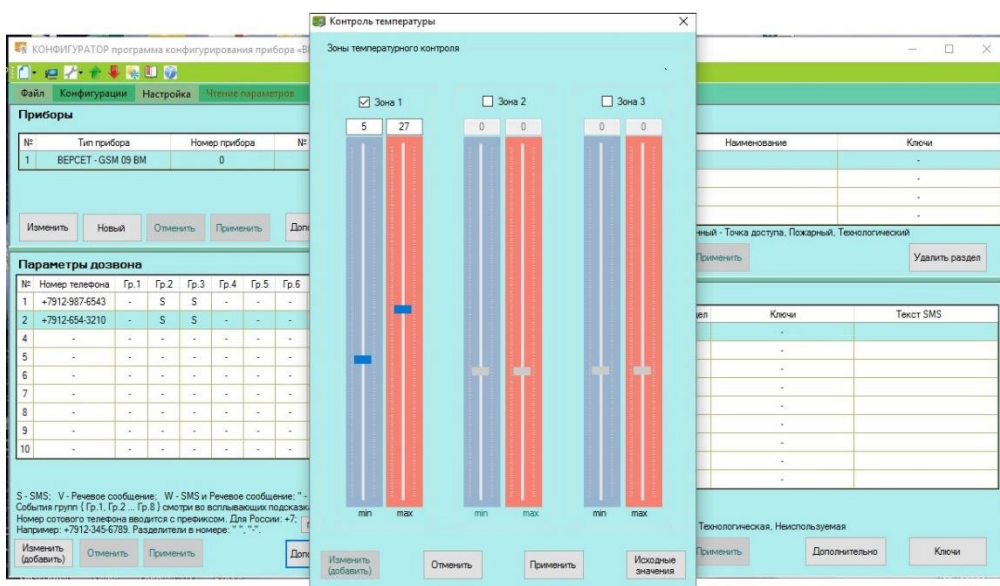 Контроль температуры
КОНФИГУРАТОР программа конфигурирования прибора
Файл Конфигурации Настройка Чтение параметров
Приборы
№ Тип прибора Номер прибора №
1 ВЕРСЕТ - GSM 09 ВМ 0
Изменить Новый Отменить Применить
Параметры дозвона
№ Номер телефона Гр.1 Гр.2 Гр.3 Гр.4 Гр.5 Гр.6
1 +7912-987-6543 - S S - - -
2 +7912-654-3210 - S S - - -
4 - - - - - - -
5 - - - - - - -
6 - - - - - - -
7 - - - - - - -
8 - - - - - - -
9 - - - - - - -
10 - - - - - - -
S - SMS; V - Речевое сообщение; W - SMS и Речевое сообщение; " -
События групп { Гр.1, Гр.2 ... Гр.8 } смотри во всплывающих
Номер сотового телефона вводится с префиксом. Для России: +7;
Например: +7912-345-6789. Разделители в номере: " ", "-".
Изменить
(добавить)
Отменить Применить
Зоны температурного контроля
Зона 1 Зона 2 Зона 3
5 27 0 0 0 0
min max min max min max
Изменить
(добавить)
Отменить Применить
Исходные
значения
Наименование Ключи
-
-
-
-
- Точка доступа, Пожарный, Технологический
Применить Удалить раздел
Ключи Текст SMS
-
-
-
-
-
-
-
-
Технологическая, Неиспользуемая
Применить Дополнительно Ключи